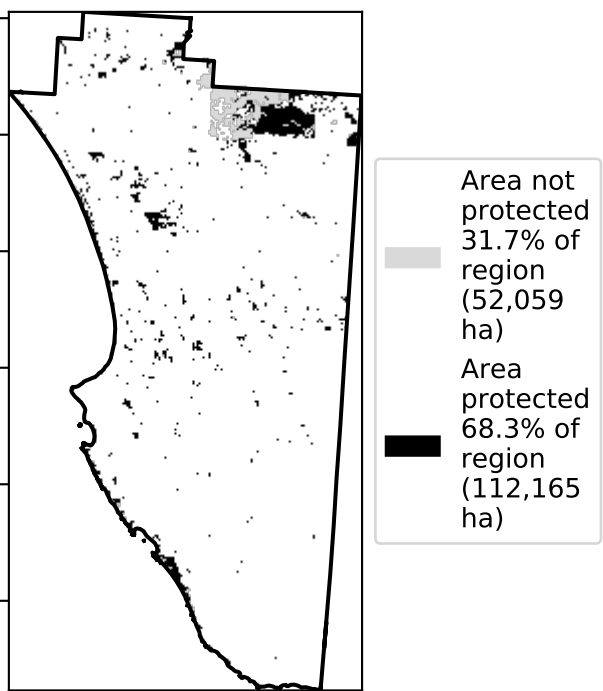 Area not
protected
31.7% of
region
(52,059
ha)
Area
protected
68.3% of
region
(112,165
ha)